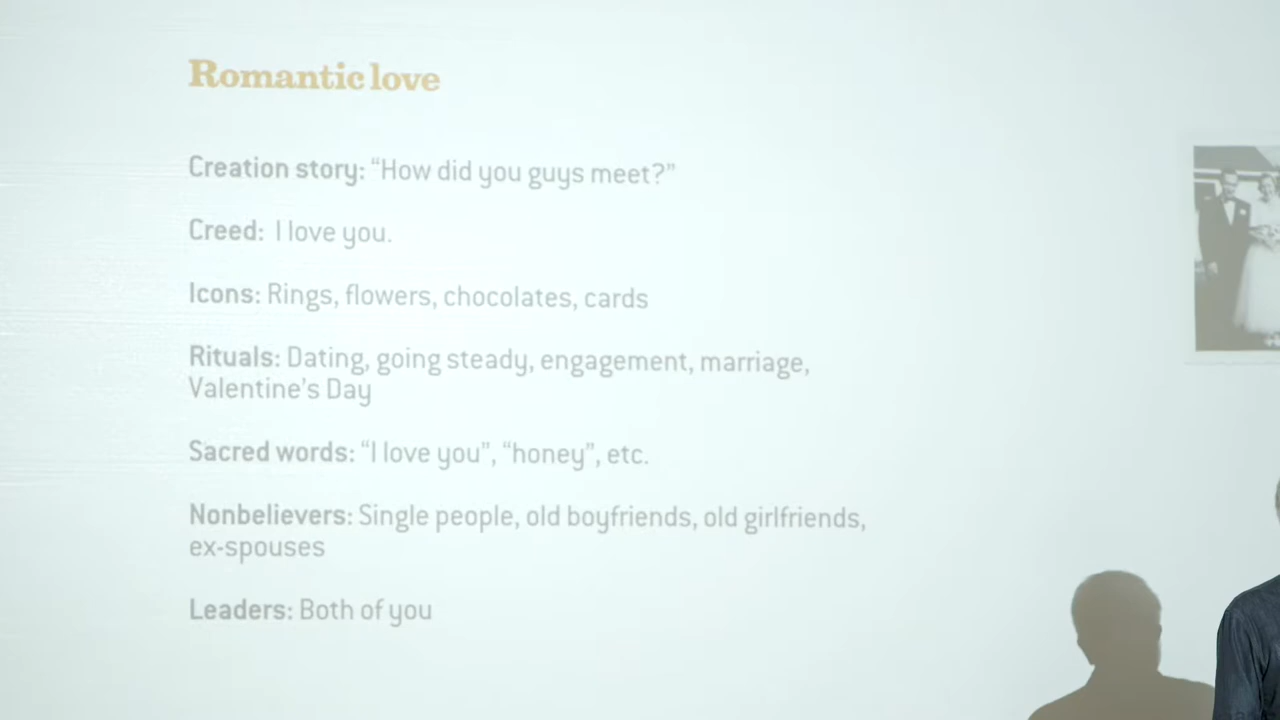 Romantic love
Creation story: “How did you guys meet?”
Creed: I love you.
Icons: Rings, flowers, chocolates, cards
Rituals: Dating, going steady, engagement, marriage,
Valentine’s Day
Sacred words: “I love you”, “honey”, etc.
Nonbelievers: Single people, old boyfriends, old girlfriends,
ex-spouses
Leaders: Both of you